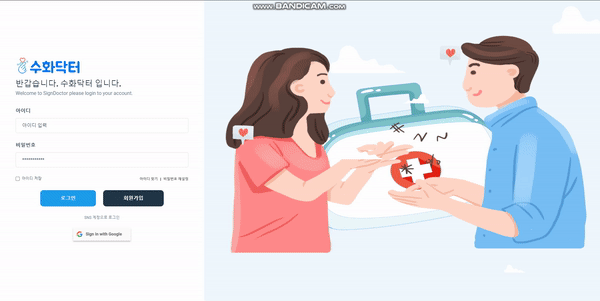 www.BANDICAM.com
수화닥터
반갑습니다. 수화닥터 입니다.
Welcome to SignDoctor please login to your account.
아이디
아이디 입력
비밀번호
아이디 저장
아이디 찾기 | 비밀번호 재설정
로그인
회원가입
SNS 계정으로 로그인
Sign in with Google